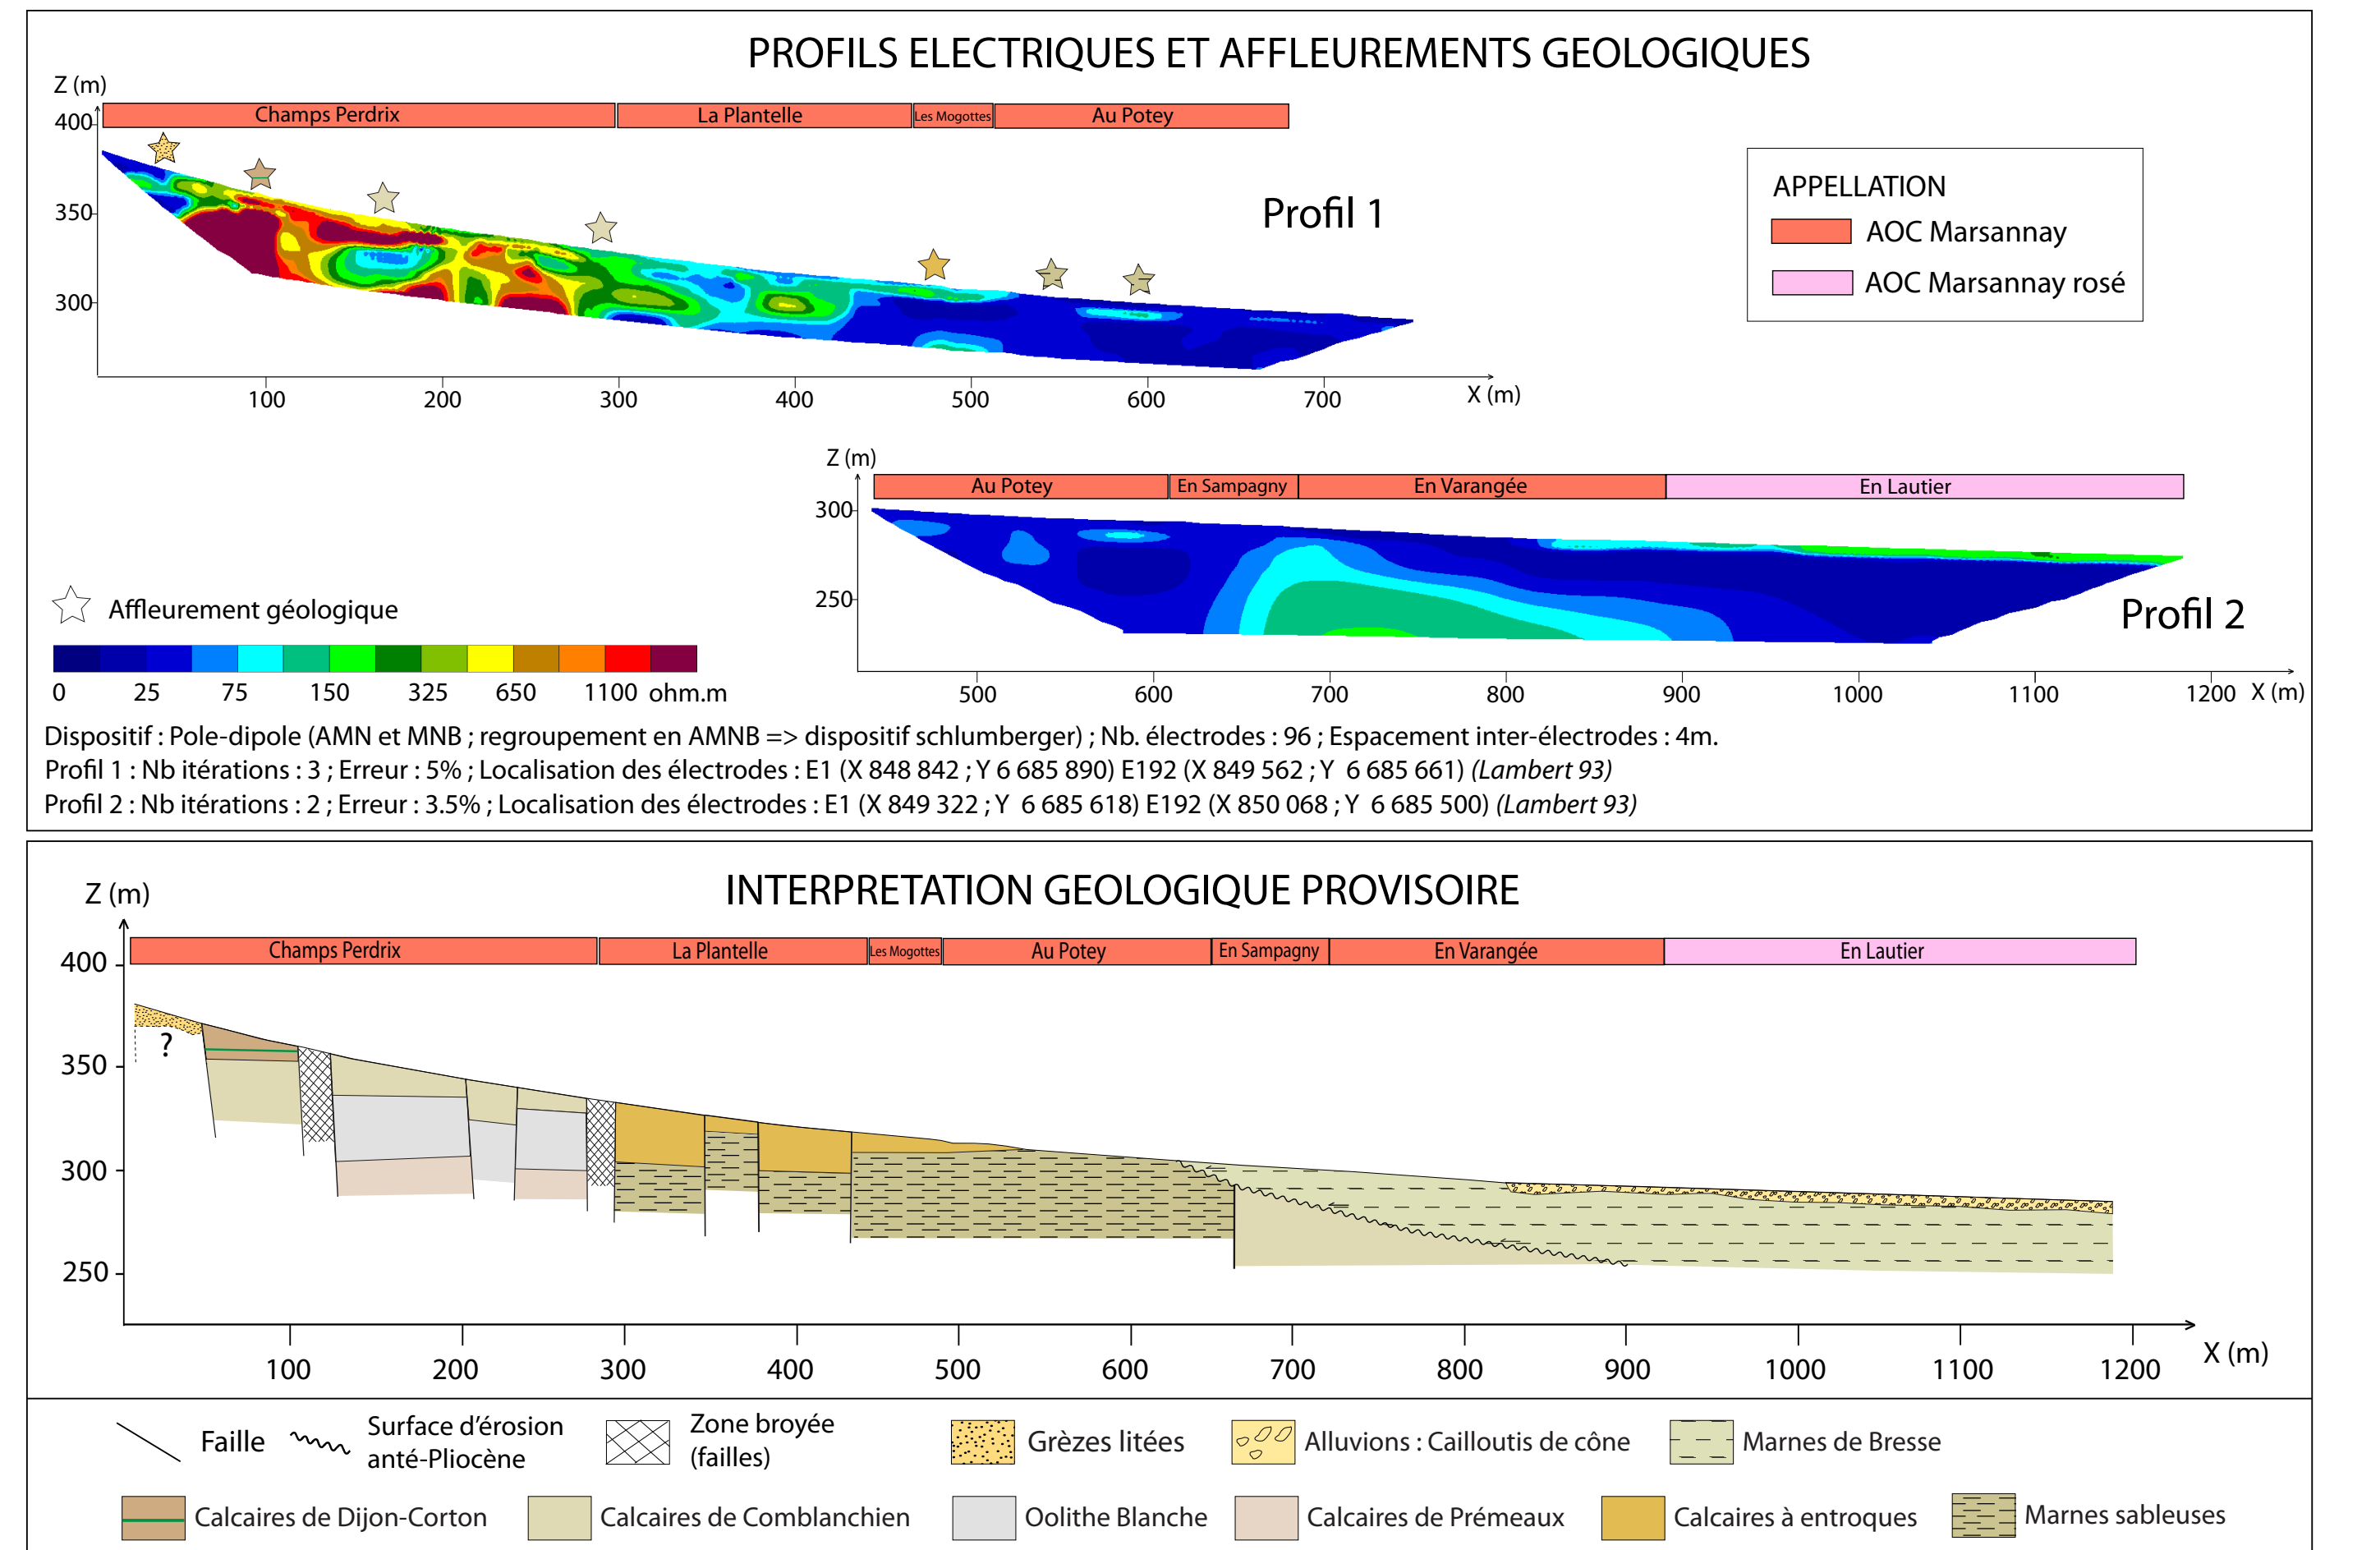 PROFILS ELECTRIQUES ET AFFLEUREMENTS GEOLOGIQUES
Z (m)
Champs Perdrix La Plantelle Les Mogottes Au Potey
400
350
300
Profil 1
APPELLATION
AOC Marsannay
AOC Marsannay rosé
100 200 300 400 500 600 700 X (m)
Z (m)
Au Potey En Sampagny En Varangée En Lautier
300
250
Profil 2
500 600 700 800 900 1000 1100 1200 X (m)
Affleurement géologique
0 25 75 150 325 650 1100 ohm.m
Dispositif : Pole-dipole (AMN et MNB ; regroupement en AMNB => dispositif schlumberger) ; Nb. électrodes : 96 ; Espacement inter-électrodes : 4m.
Profil 1 : Nb itérations : 3 ; Erreur : 5% ; Localisation des électrodes : E1 (X 848 842 ; Y 6 685 890) E192 (X 849 562 ; Y 6 685 661) (Lambert 93)
Profil 2 : Nb itérations : 2 ; Erreur : 3.5% ; Localisation des électrodes : E1 (X 849 322 ; Y 6 685 618) E192 (X 850 068 ; Y 6 685 500) (Lambert 93)
INTERPRETATION GEOLOGIQUE PROVISOIRE
Z (m)
Champs Perdrix La Plantelle Les Mogottes Au Potey En Sampagny En Varangée En Lautier
400
350
300
250
?
100 200 300 400 500 600 700 800 900 1000 1100 1200 X (m)
Faille
Surface d'érosion
anté-Pliocène
Zone broyée
(failles)
Grèzes litées
Alluvions : Cailloutis de cône
Marnes de Bresse
Calcaires de Dijon-Corton
Calcaires de Comblanchien
Oolithe Blanche
Calcaires de Prémeaux
Calcaires à entroques
Marnes sableuses